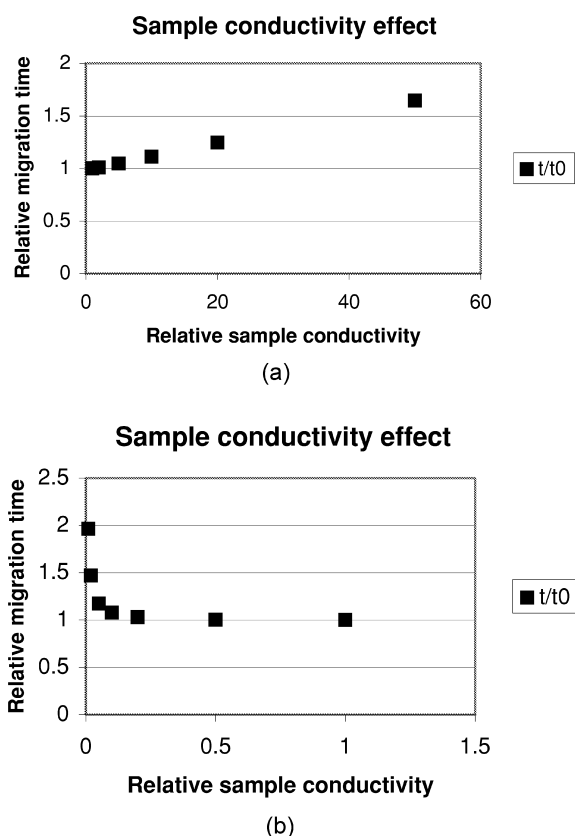 Sample conductivity effect
2
1.5
1
0.5
0
Relative migration time
0 20 40 60
Relative sample conductivity
t/t0
(a)
Sample conductivity effect
2.5
2
1.5
1
0.5
0
Relative migration time
0 0.5 1 1.5
Relative sample conductivity
t/t0
(b)